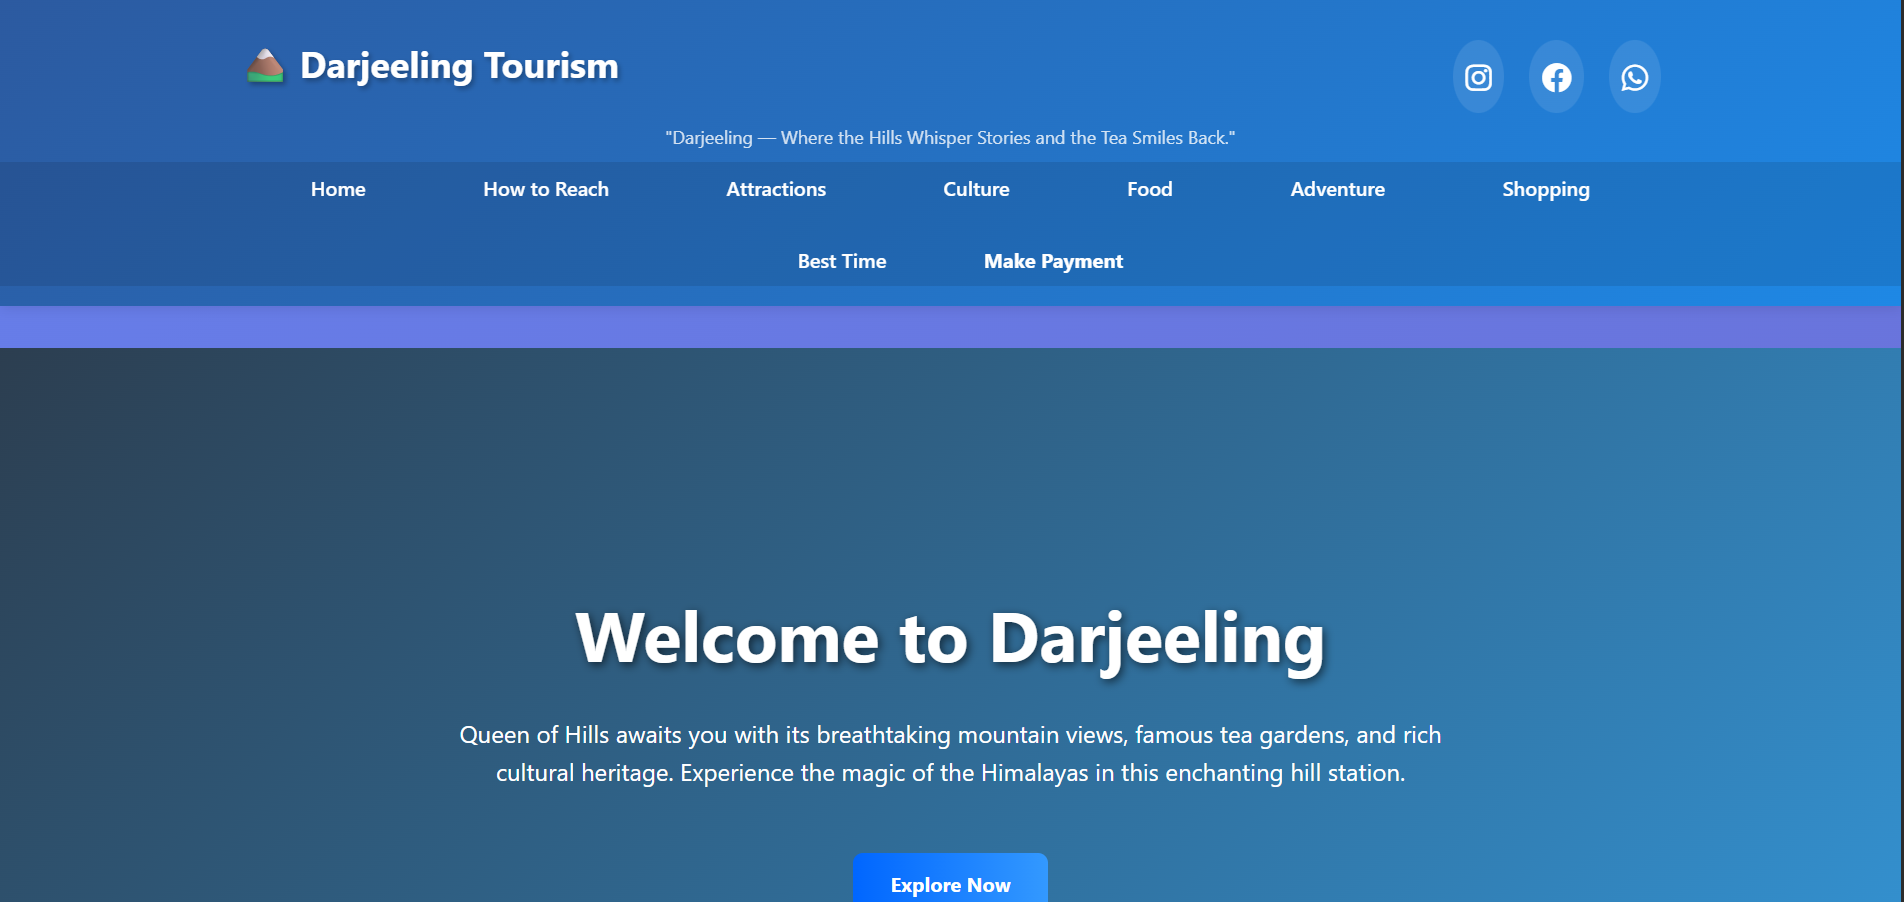 Darjeeling Tourism
"Darjeeling — Where the Hills Whisper Stories and the Tea Smiles Back."
Home How to Reach Attractions Culture Food Adventure Shopping
Best Time Make Payment
Welcome to Darjeeling
Queen of Hills awaits you with its breathtaking mountain views, famous tea gardens, and rich
cultural heritage. Experience the magic of the Himalayas in this enchanting hill station.
Explore Now